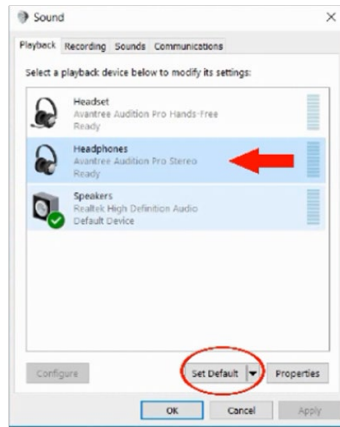 Sound
Playback Recording Sounds Communications
Select a playback device below to modify its settings:
Headset
Avantree Audition Pro Hands-Free
Ready
Headphones
Avantree Audition Pro Stereo
Ready
Speakers
Realtek High Definition Audio
Default Device
Configure Set Default Properties
OK Cancel Apply